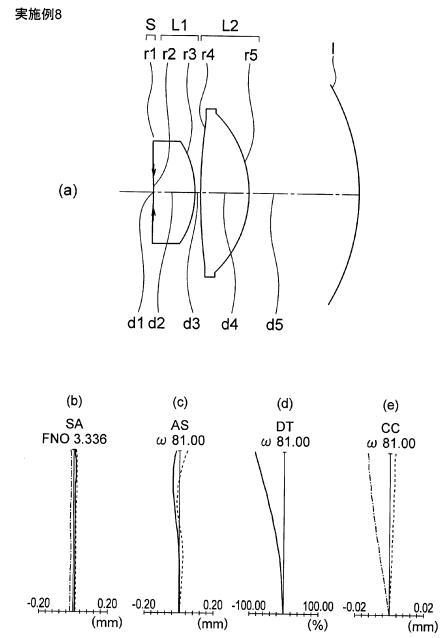 実施例8
S L1 L2
r1 r2 r3 r4 r5 I
(a)
d1 d2 d3 d4 d5
(b) (c) (d) (e)
SA AS DT CC
FNO 3.336 ω 81.00 ω 81.00 ω 81.00
-0.20 0.20 -0.20 0.20 -100.00 100.00 -0.02 0.02
(mm) (mm) (%) (mm)